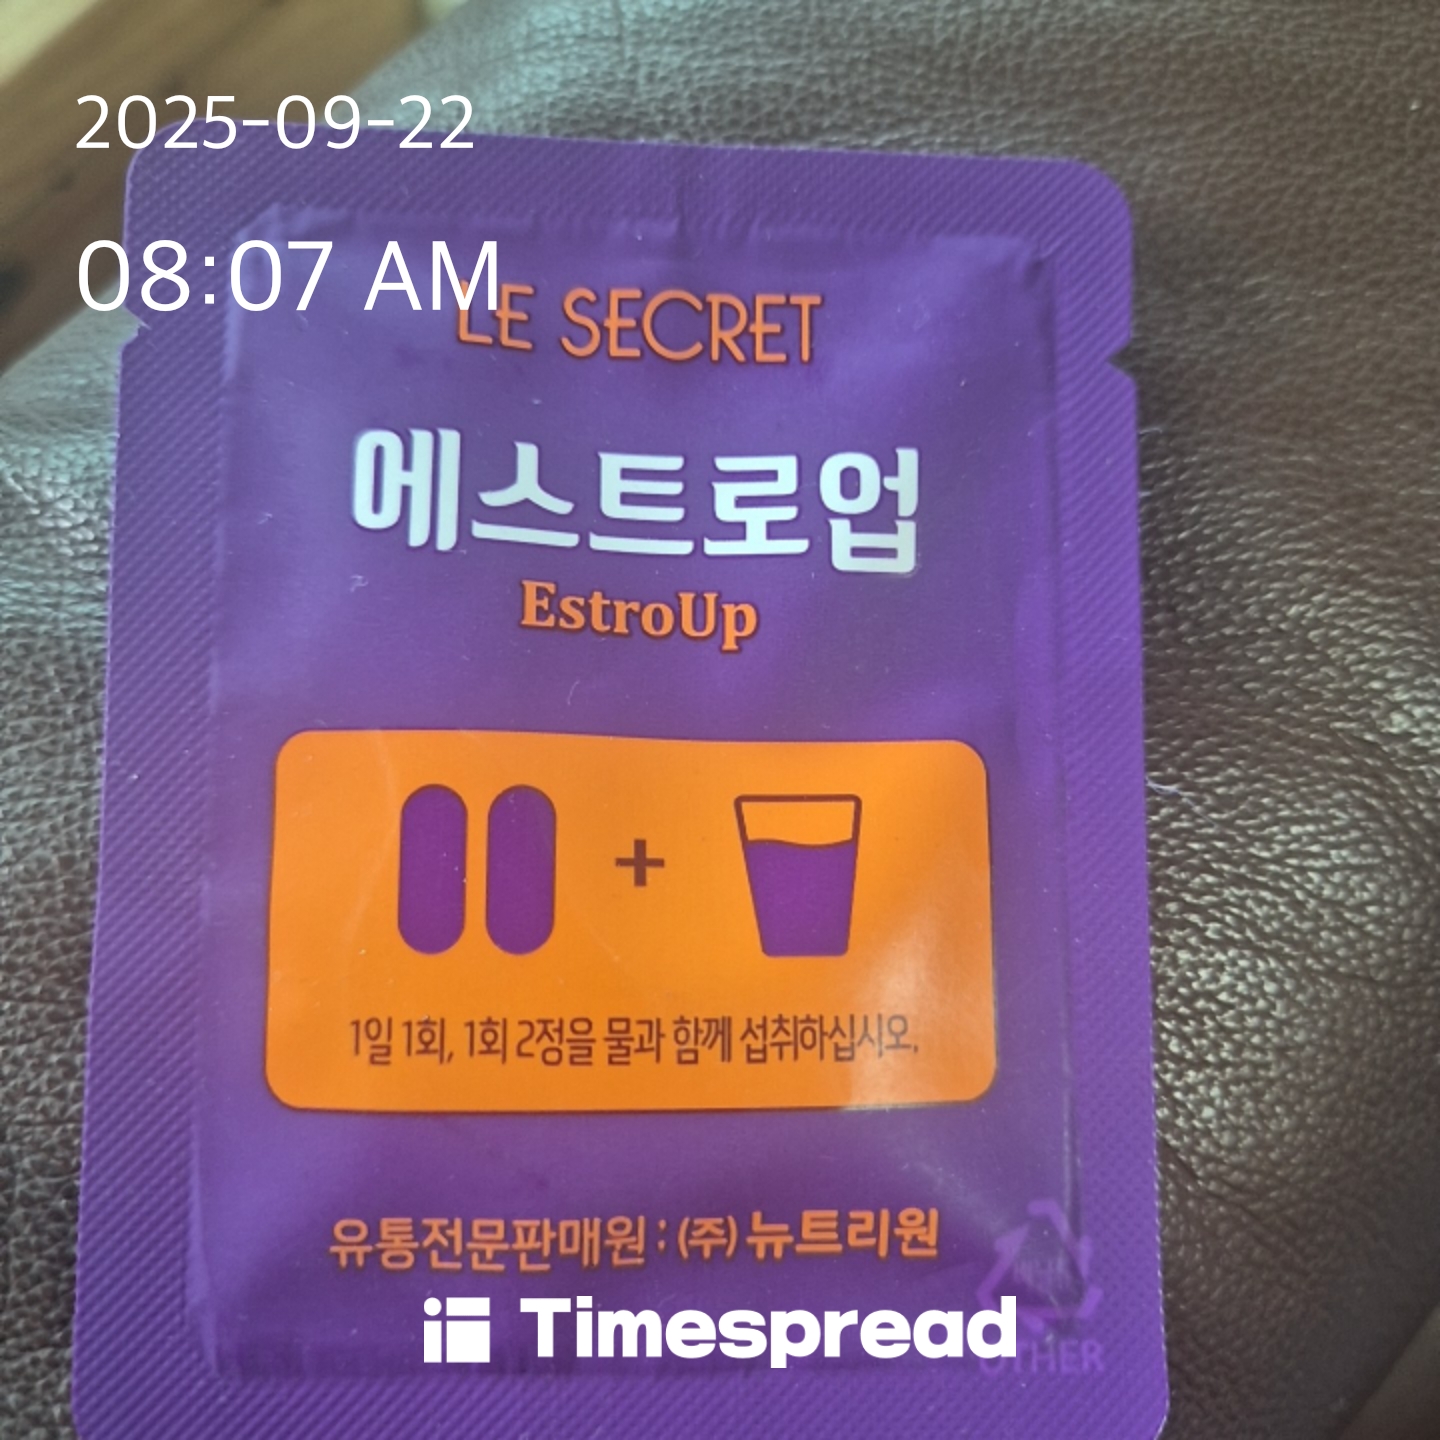 2025-09-22
08:07 AM
LE SECRET
에스트로업
EstroUp
+
1일 1회, 1회 2정을 물과 함께 섭취하십시오.
유통전문판매원 : (주) 뉴트리원
Timespread
OTHER